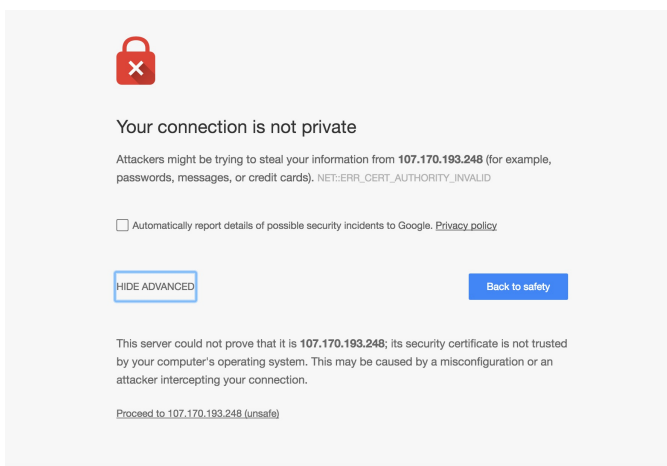 Your connection is not private
Attackers might be trying to steal your information from 107.170.193.248 (for example,
passwords, messages, or credit cards). NET::ERR_CERT_AUTHORITY_INVALID
Automatically report details of possible security incidents to Google. Privacy policy
HIDE ADVANCED
Back to safety
This server could not prove that it is 107.170.193.248; its security certificate is not trusted
by your computer's operating system. This may be caused by a misconfiguration or an
attacker intercepting your connection.
Proceed to 107.170.193.248 (unsafe)